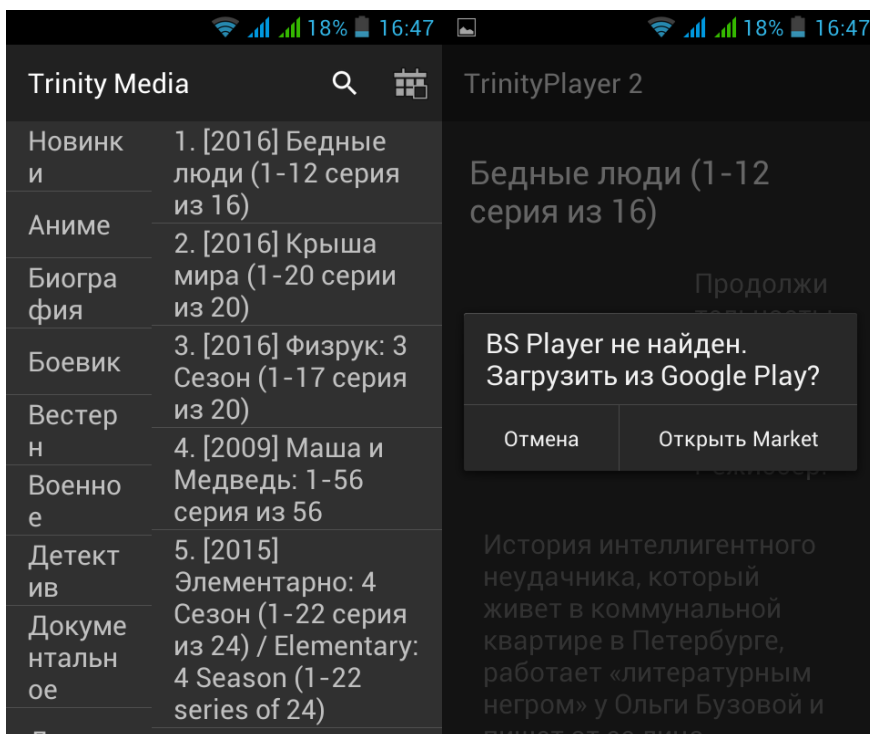 18% 16:47
Trinity Media
Новинк
и
Аниме
Биогра
фия
Боевик
Вестер
н
Военно
е
Детект
ив
Докуме
нтальн
ое
1. [2016] Бедные
люди (1-12 серия
из 16)
2. [2016] Крыша
мира (1-20 серии
из 20)
3. [2016] Физрук: 3
Сезон (1-17 серия
из 20)
4. [2009] Маша и
Медведь: 1-56
серия из 56
5. [2015]
Элементарно: 4
Сезон (1-22 серия
из 24) / Elementary:
4 Season (1-22
series of 24)
18% 16:47
TrinityPlayer 2
Бедные люди (1-12
серия из 16)
Продолжи
BS Player не найден.
Загрузить из Google Play?
Отмена
Открыть Market
История интеллигентного
неудачника, который
живет в коммунальной
квартире в Петербурге,
работает «литературным
негром» у Ольги Бузовой и